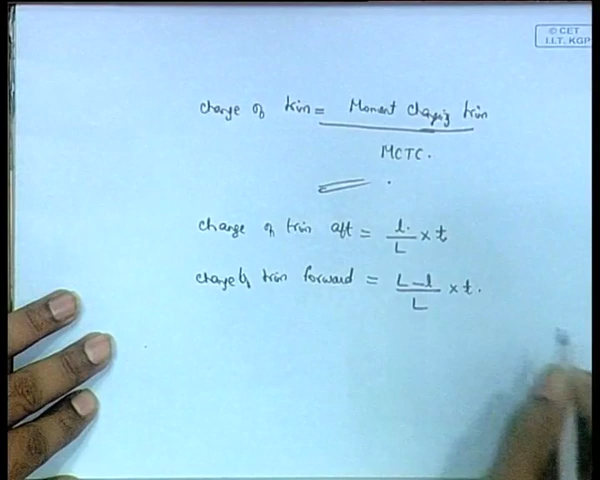 © CET
I.I.T. KGP
change of trim = Moment changing trim
MCTC.
change of trim aft = l. / L × t
change of trim forward = L - l / L × t.